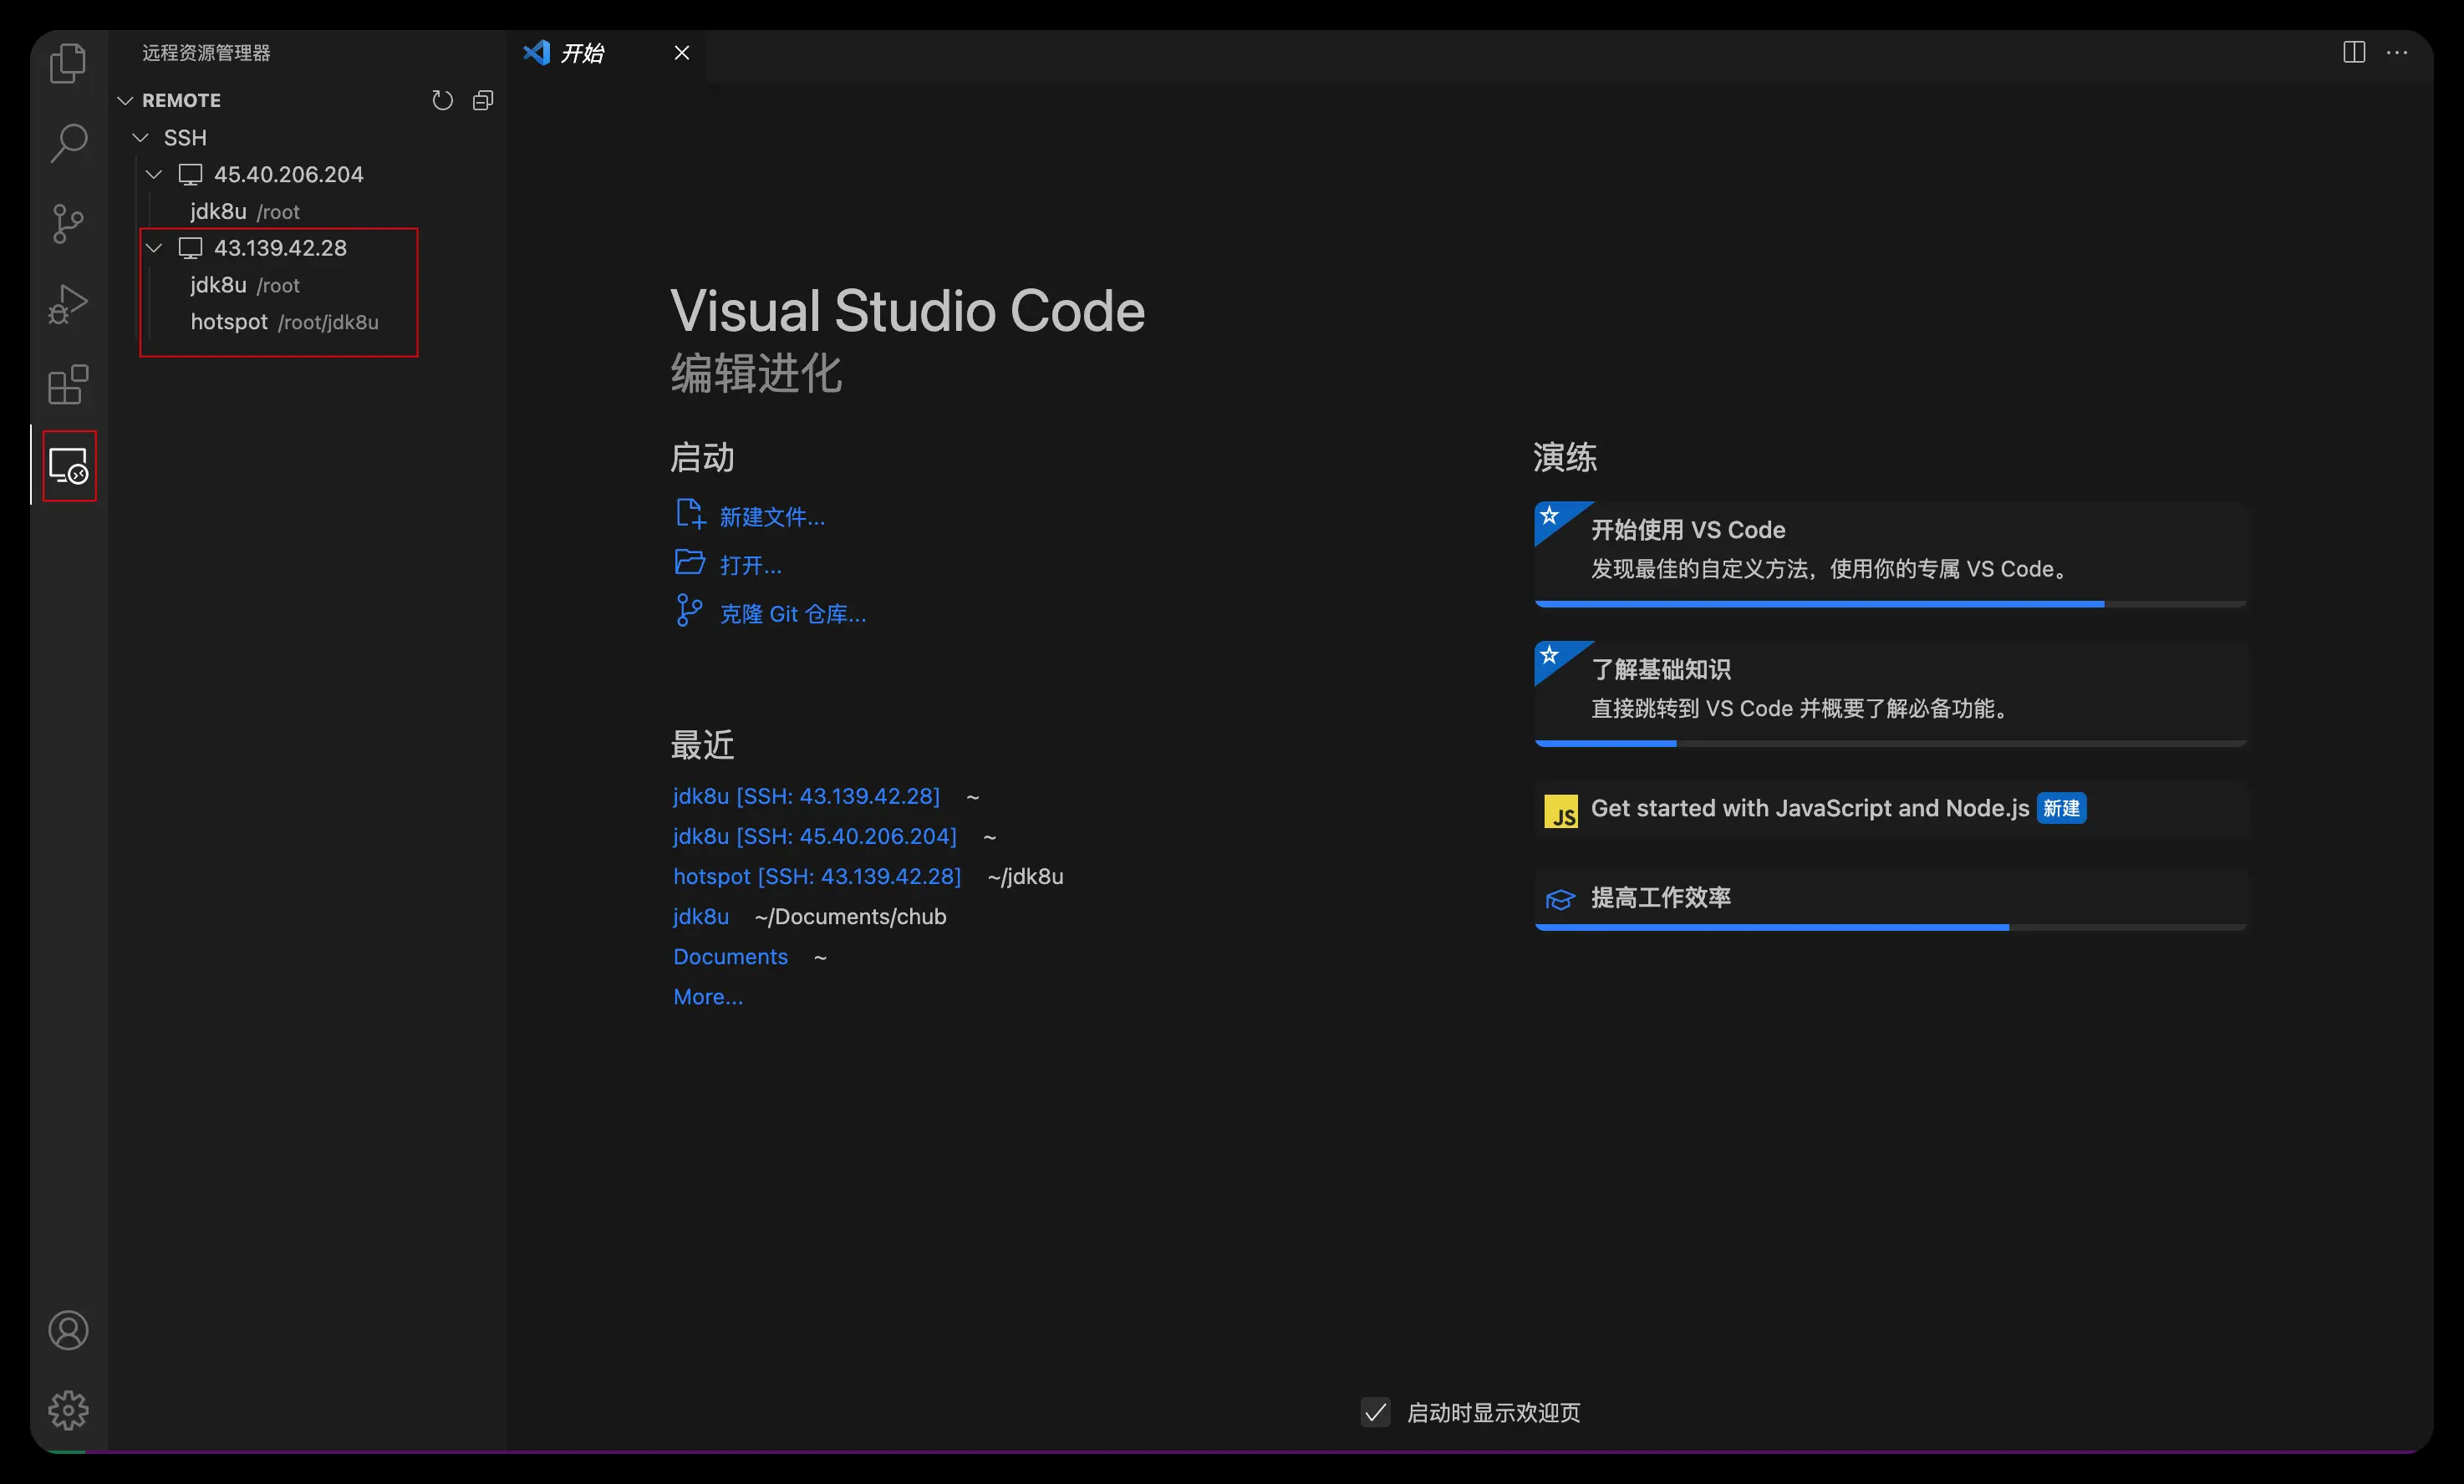 远程资源管理器
开始
REMOTE
SSH
45.40.206.204
jdk8u /root
43.139.42.28
jdk8u /root
hotspot /root/jdk8u
Visual Studio Code
编辑进化
启动
新建文件...
打开...
克隆 Git 仓库...
最近
jdk8u [SSH: 43.139.42.28] ~
jdk8u [SSH: 45.40.206.204] ~
hotspot [SSH: 43.139.42.28] ~/jdk8u
jdk8u ~/Documents/chub
Documents ~
More...
演练
开始使用 VS Code
发现最佳的自定义方法，使用你的专属 VS Code。
了解基础知识
直接跳转到 VS Code 并概要了解必备功能。
JS Get started with JavaScript and Node.js 新建
提高工作效率
启动时显示欢迎页